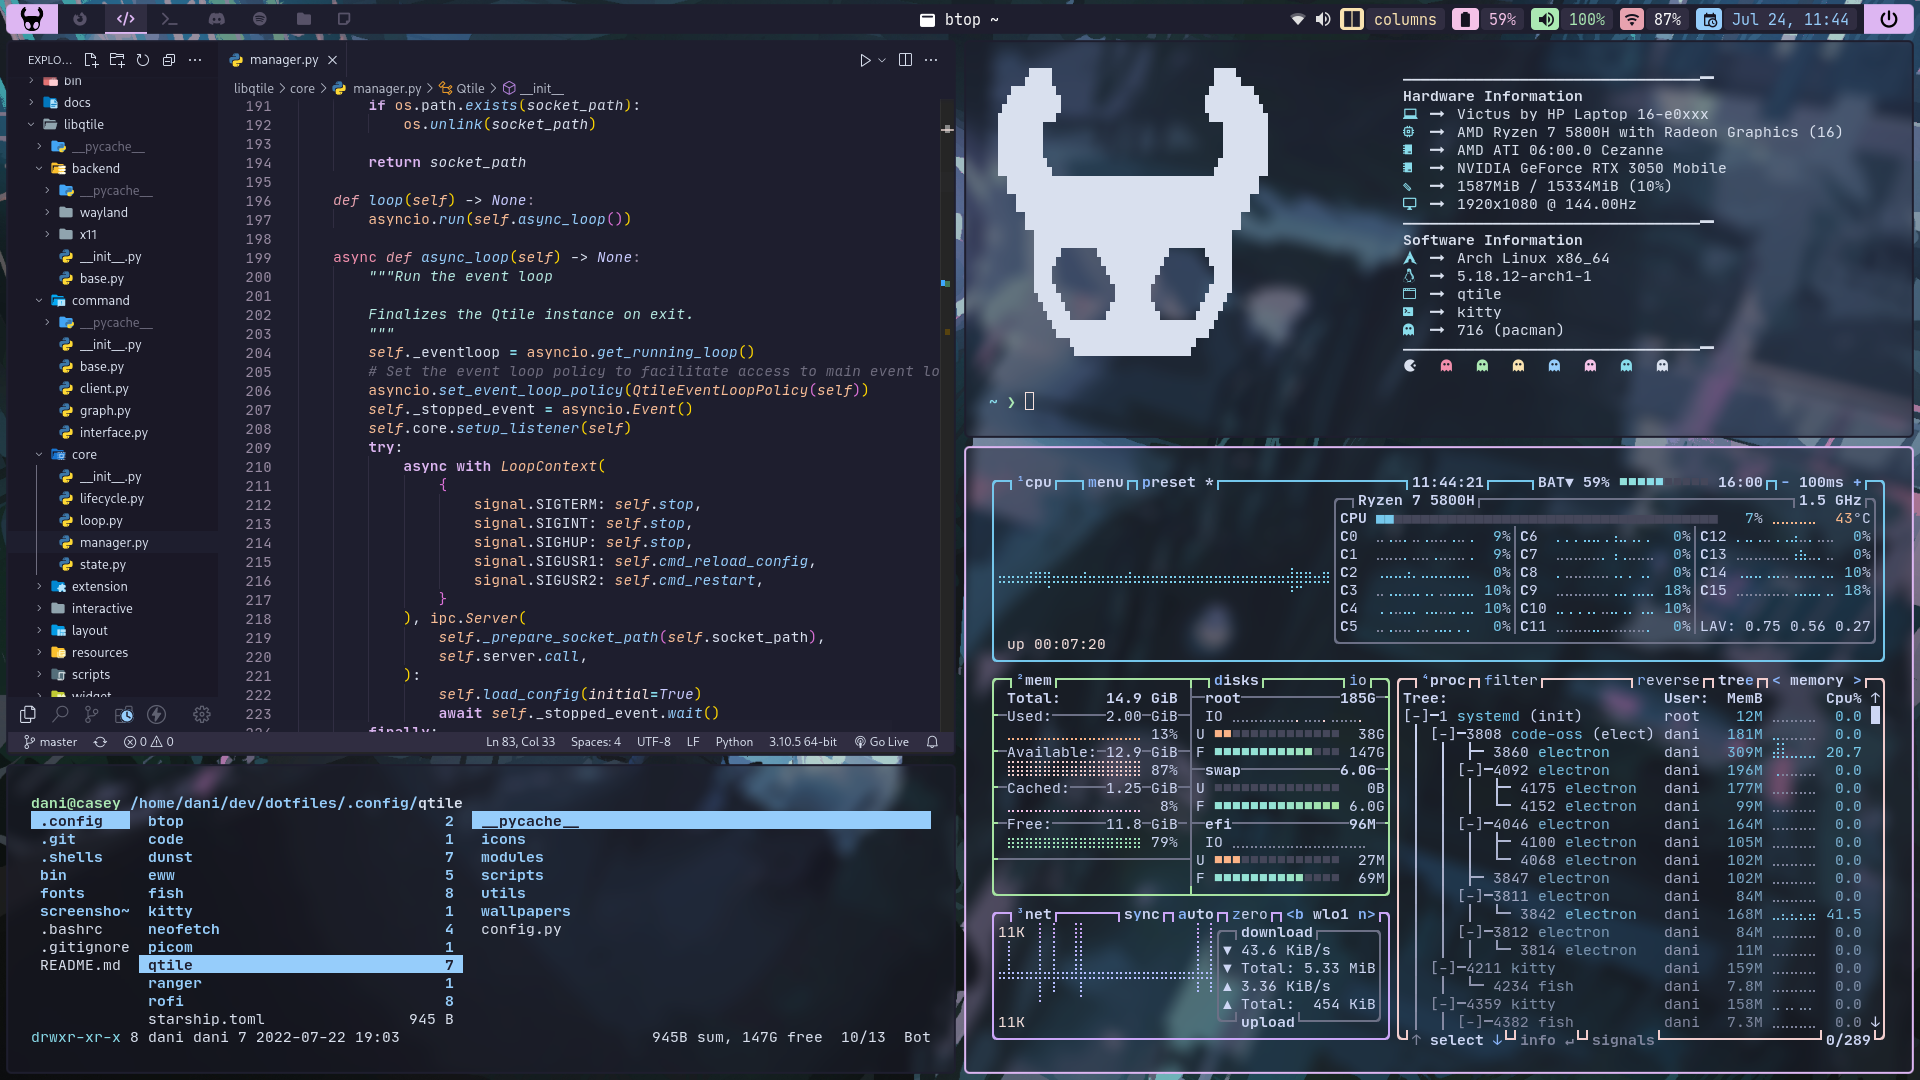 btop ~
columns
59%
100%
87%
Jul 24, 11:44
EXPLO...
bin
docs
libqtile
__pycache__
backend
__pycache__
wayland
x11
__init__.py
base.py
command
__pycache__
__init__.py
base.py
client.py
graph.py
interface.py
core
__init__.py
lifecycle.py
loop.py
manager.py
state.py
extension
interactive
layout
resources
scripts
widget
manager.py
libqtile > core > manager.py > Qtile > __init__
191 if os.path.exists(socket_path):
192 os.unlink(socket_path)
193
194 return socket_path
195
196 def loop(self) -> None:
197 asyncio.run(self.async_loop())
198
199 async def async_loop(self) -> None:
200 """Run the event loop
201
202 Finalizes the Qtile instance on exit.
203 """
204 self._eventloop = asyncio.get_running_loop()
205 # Set the event loop policy to facilitate access to main event lo
206 asyncio.set_event_loop_policy(QtileEventLoopPolicy(self))
207 self._stopped_event = asyncio.Event()
208 self.core.setup_listener(self)
209 try:
210 async with LoopContext(
211 {
212 signal.SIGTERM: self.stop,
213 signal.SIGINT: self.stop,
214 signal.SIGHUP: self.stop,
215 signal.SIGUSR1: self.cmd_reload_config,
216 signal.SIGUSR2: self.cmd_restart,
217 }
218 ), ipc.Server(
219 self._prepare_socket_path(self.socket_path),
220 self.server.call,
221 ):
222 self.load_config(initial=True)
223 await self._stopped_event.wait()
224 finally:
master 0 0 Ln 83, Col 33 Spaces: 4 UTF-8 LF Python 3.10.5 64-bit Go Live
Hardware Information
Victus by HP Laptop 16-e0xxx
AMD Ryzen 7 5800H with Radeon Graphics (16)
AMD ATI 06:00.0 Cezanne
NVIDIA GeForce RTX 3050 Mobile
1587MiB / 15334MiB (10%)
1920x1080 @ 144.00Hz
Software Information
Arch Linux x86_64
5.18.12-arch1-1
qtile
kitty
716 (pacman)
~ ❯
dani@casey /home/dani/dev/dotfiles/.config/qtile
.config btop 2 __pycache__
.git code 1 icons
.shells dunst 7 modules
bin eww 5 scripts
fonts fish 8 utils
screensho~ kitty 1 wallpapers
.bashrc neofetch 4 config.py
.gitignore picom 1
README.md qtile 7
ranger 1
rofi 8
starship.toml 945 B
drwxr-xr-x 8 dani dani 7 2022-07-22 19:03 945B sum, 147G free 10/13 Bot
¹cpu menu preset * 11:44:21 BAT▼ 59% 16:00 - 100ms +
Ryzen 7 5800H 1.5 GHz
CPU 7% 43°C
C0 9% C6 0% C12 0%
C1 9% C7 0% C13 0%
C2 0% C8 0% C14 10%
C3 10% C9 18% C15 18%
C4 10% C10 10%
C5 0% C11 0% LAV: 0.75 0.56 0.27
up 00:07:20
²mem
Total: 14.9 GiB
Used: 2.00 GiB
13%
Available: 12.9 GiB
87%
Cached: 1.25 GiB
8%
Free: 11.8 GiB
79%
disks io
root 185G
IO
U 38G
F 147G
swap 6.0G
U 0B
F 6.0G
efi 96M
IO
U 27M
F 69M
³net sync auto zero <b wlo1 n>
11K
11K
download
▼ 43.6 KiB/s
▼ Total: 5.33 MiB
▲ 3.36 KiB/s
▲ Total: 454 KiB
upload
⁴proc filter reverse tree < memory >
Tree: User: MemB Cpu% ↑
[-]─1 systemd (init) root 12M 0.0
[-]─3808 code-oss (elect) dani 181M 0.0
3860 electron dani 309M 20.7
[-]─4092 electron dani 196M 0.0
4175 electron dani 177M 0.0
4152 electron dani 99M 0.0
[-]─4046 electron dani 164M 0.0
4100 electron dani 105M 0.0
4068 electron dani 102M 0.0
3847 electron dani 102M 0.0
[-]─3811 electron dani 84M 0.0
3842 electron dani 168M 41.5
[-]─3812 electron dani 84M 0.0
3814 electron dani 11M 0.0
[-]─4211 kitty dani 159M 0.0
4234 fish dani 7.8M 0.0
[-]─4359 kitty dani 158M 0.0
[-]─4382 fish dani 7.3M 0.0 ↓
↑ select ↓ info ↵ signals 0/289